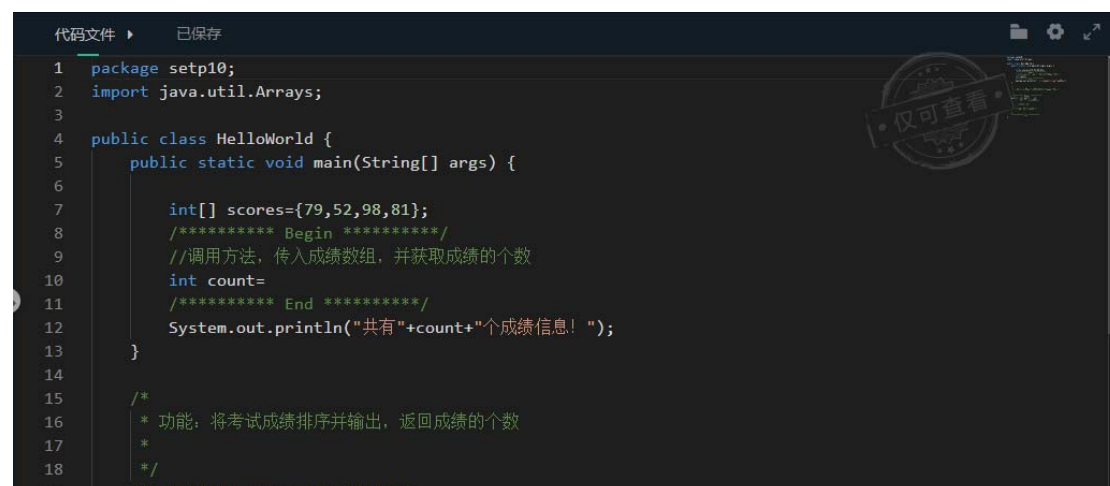 代码文件 已保存
仅可查看
1 package setp10;
2 import java.util.Arrays;
3
4 public class HelloWorld {
5 public static void main(String[] args) {
6
7 int[] scores={79,52,98,81};
8 /********** Begin **********/
9 //调用方法，传入成绩数组，并获取成绩的个数
10 int count=
11 /********** End **********/
12 System.out.println("共有"+count+"个成绩信息！");
13 }
14
15 /*
16 * 功能：将考试成绩排序并输出，返回成绩的个数
17 *
18 */